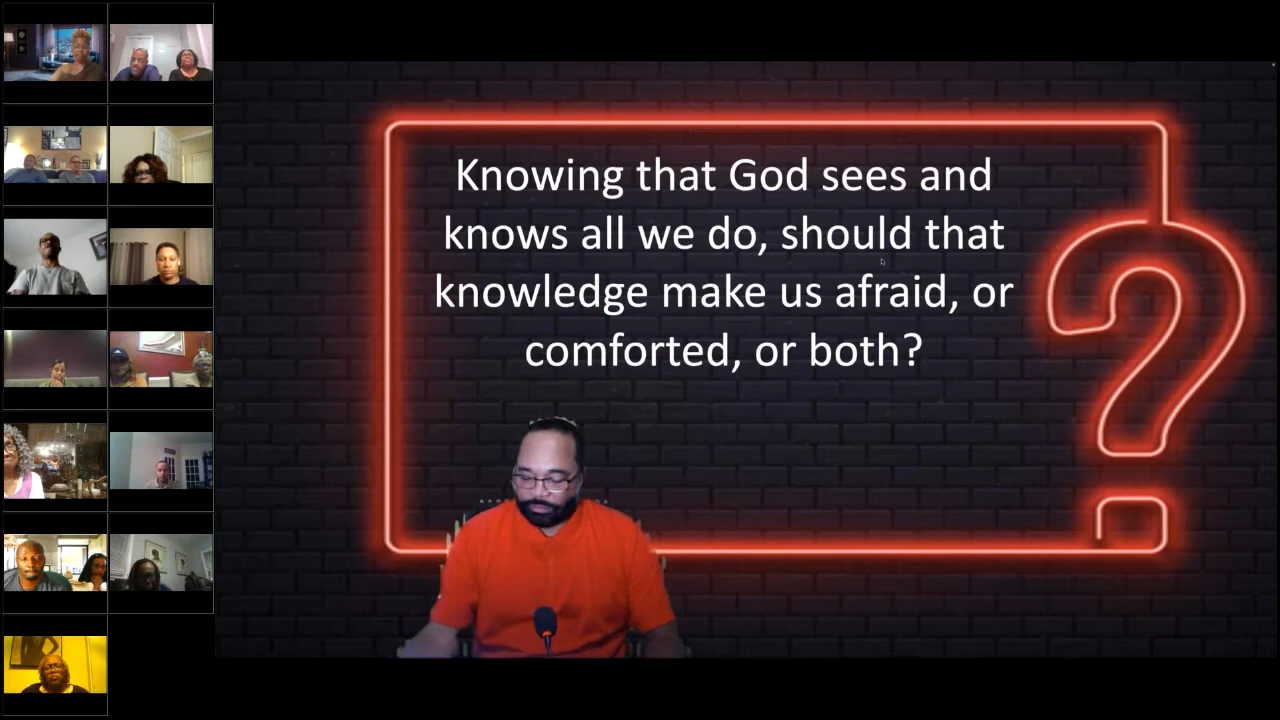 Knowing that God sees and
knows all we do, should that
knowledge make us afraid, or
comforted, or both?